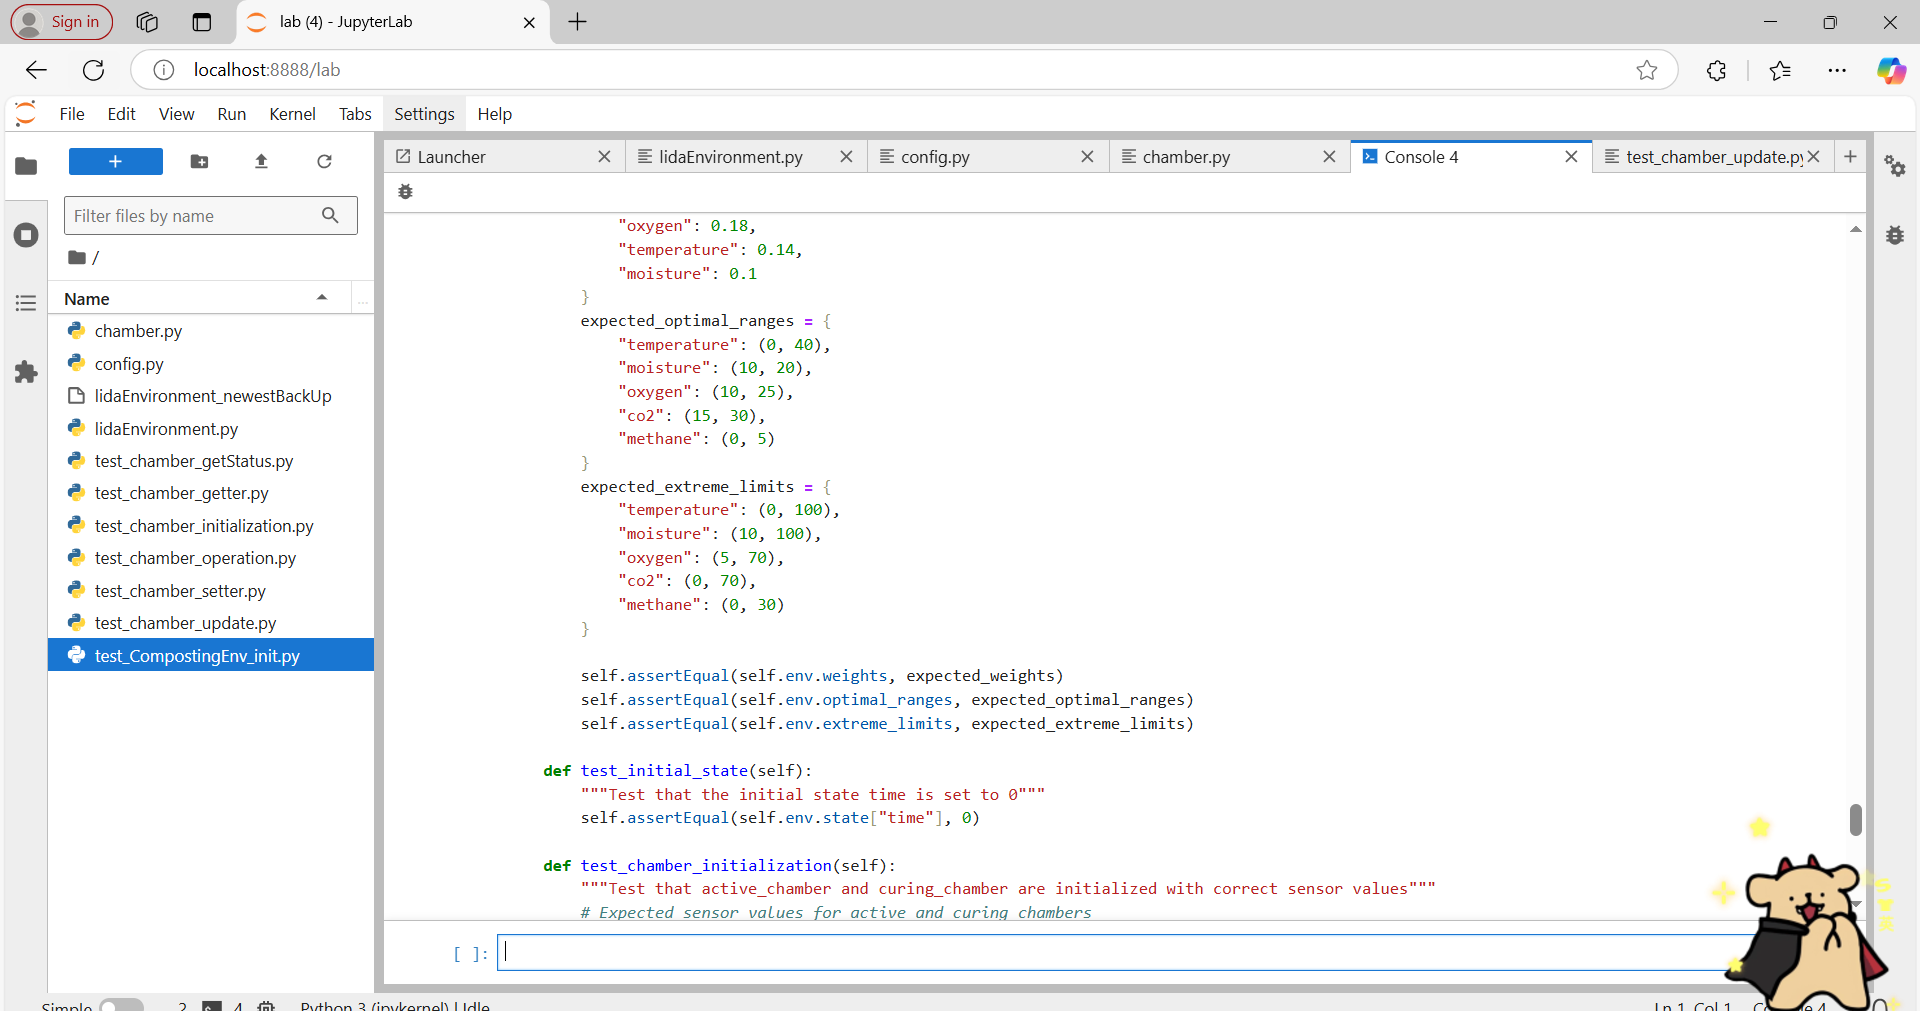 Sign in
lab (4) - JupyterLab
localhost:8888/lab
File Edit View Run Kernel Tabs Settings Help
Launcher
lidaEnvironment.py
config.py
chamber.py
Console 4
test_chamber_update.py
Filter files by name
/
Name
...
chamber.py
config.py
lidaEnvironment_newestBackUp
lidaEnvironment.py
test_chamber_getStatus.py
test_chamber_getter.py
test_chamber_initialization.py
test_chamber_operation.py
test_chamber_setter.py
test_chamber_update.py
test_CompostingEnv_init.py
"oxygen": 0.18,
"temperature": 0.14,
"moisture": 0.1
}
expected_optimal_ranges = {
"temperature": (0, 40),
"moisture": (10, 20),
"oxygen": (10, 25),
"co2": (15, 30),
"methane": (0, 5)
}
expected_extreme_limits = {
"temperature": (0, 100),
"moisture": (10, 100),
"oxygen": (5, 70),
"co2": (0, 70),
"methane": (0, 30)
}
self.assertEqual(self.env.weights, expected_weights)
self.assertEqual(self.env.optimal_ranges, expected_optimal_ranges)
self.assertEqual(self.env.extreme_limits, expected_extreme_limits)
def test_initial_state(self):
"""Test that the initial state time is set to 0"""
self.assertEqual(self.env.state["time"], 0)
def test_chamber_initialization(self):
"""Test that active_chamber and curing_chamber are initialized with correct sensor values"""
# Expected sensor values for active and curing chambers
[ ]:
Simple 2 4 Python 3 (ipykernel) | Idle
Ln 1, Col 1